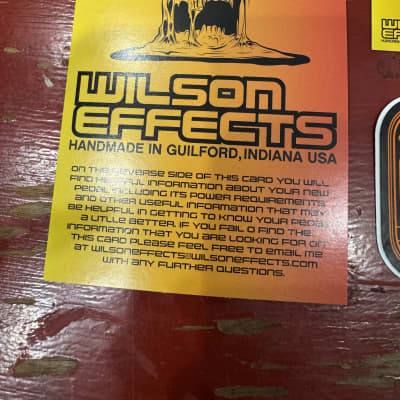 WILSON
EFFECTS
HANDMADE IN GUILFORD, INDIANA USA
ON THE REVERSE SIDE OF THIS CARD YOU WILL
FIND HELPFUL INFORMATION ABOUT YOUR NEW
PEDAL INCLUDING ITS POWER REQUIREMENTS
AND OTHER USEFUL INFORMATION THAT MAY
BE HELPFUL IN GETTING TO KNOW YOUR PEDAL
A LITLLE BETTER. IF YOU FAIL O FIND THE
INFORMATION THAT YOU ARE LOOKING FOR ON
THIS CARD PLEASE FEEL FREE TO EMAIL ME
AT WILSONEFFECTS@WILSONEFFECTS.COM
WITH ANY FURTHER QUESTIONS.